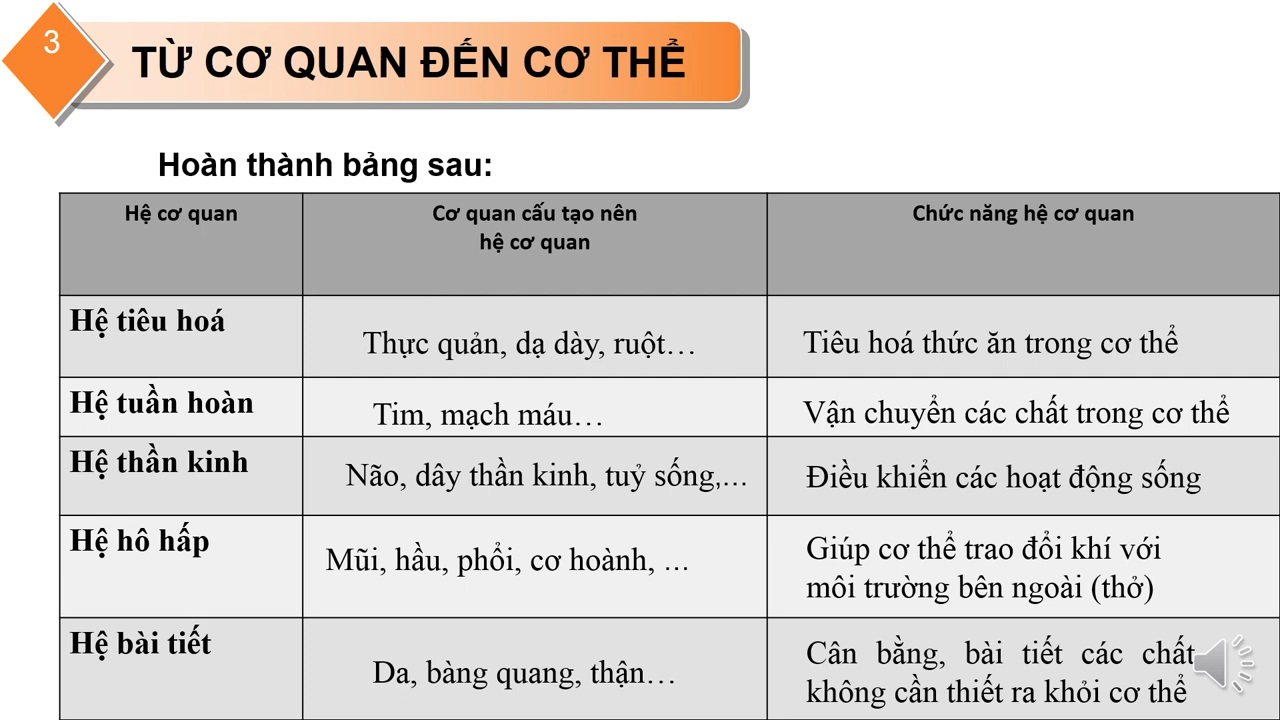 3
TỪ CƠ QUAN ĐẾN CƠ THỂ
Hoàn thành bảng sau:
Hệ cơ quan
Cơ quan cấu tạo nên
hệ cơ quan
Chức năng hệ cơ quan
Hệ tiêu hoá
Thực quản, dạ dày, ruột…
Tiêu hoá thức ăn trong cơ thể
Hệ tuần hoàn
Tim, mạch máu…
Vận chuyển các chất trong cơ thể
Hệ thần kinh
Não, dây thần kinh, tuỷ sống,…
Điều khiển các hoạt động sống
Hệ hô hấp
Mũi, hầu, phổi, cơ hoành, …
Giúp cơ thể trao đổi khí với
môi trường bên ngoài (thở)
Hệ bài tiết
Da, bàng quang, thận…
Cân bằng, bài tiết các chất
không cần thiết ra khỏi cơ thể